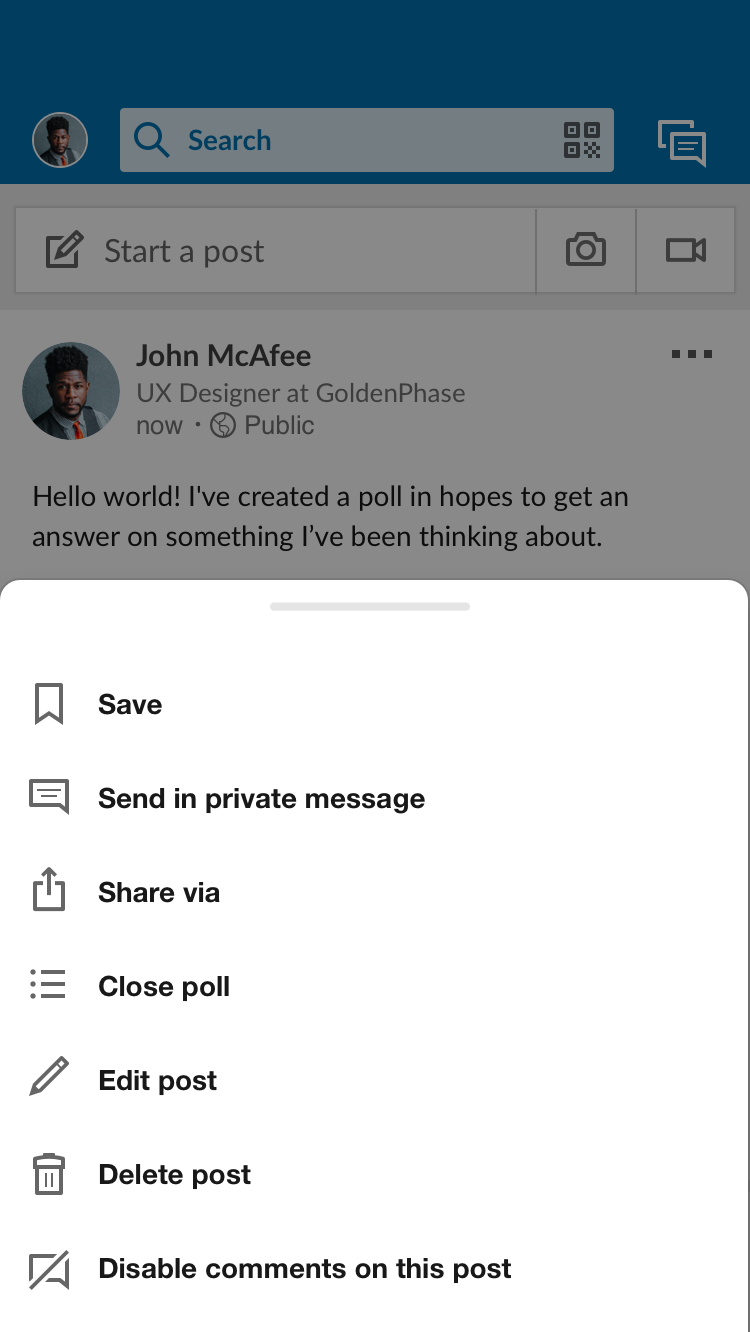 Search
Start a post
John McAfee
UX Designer at GoldenPhase
now • Public
Hello world! I've created a poll in hopes to get an
answer on something I’ve been thinking about.
Save
Send in private message
Share via
Close poll
Edit post
Delete post
Disable comments on this post